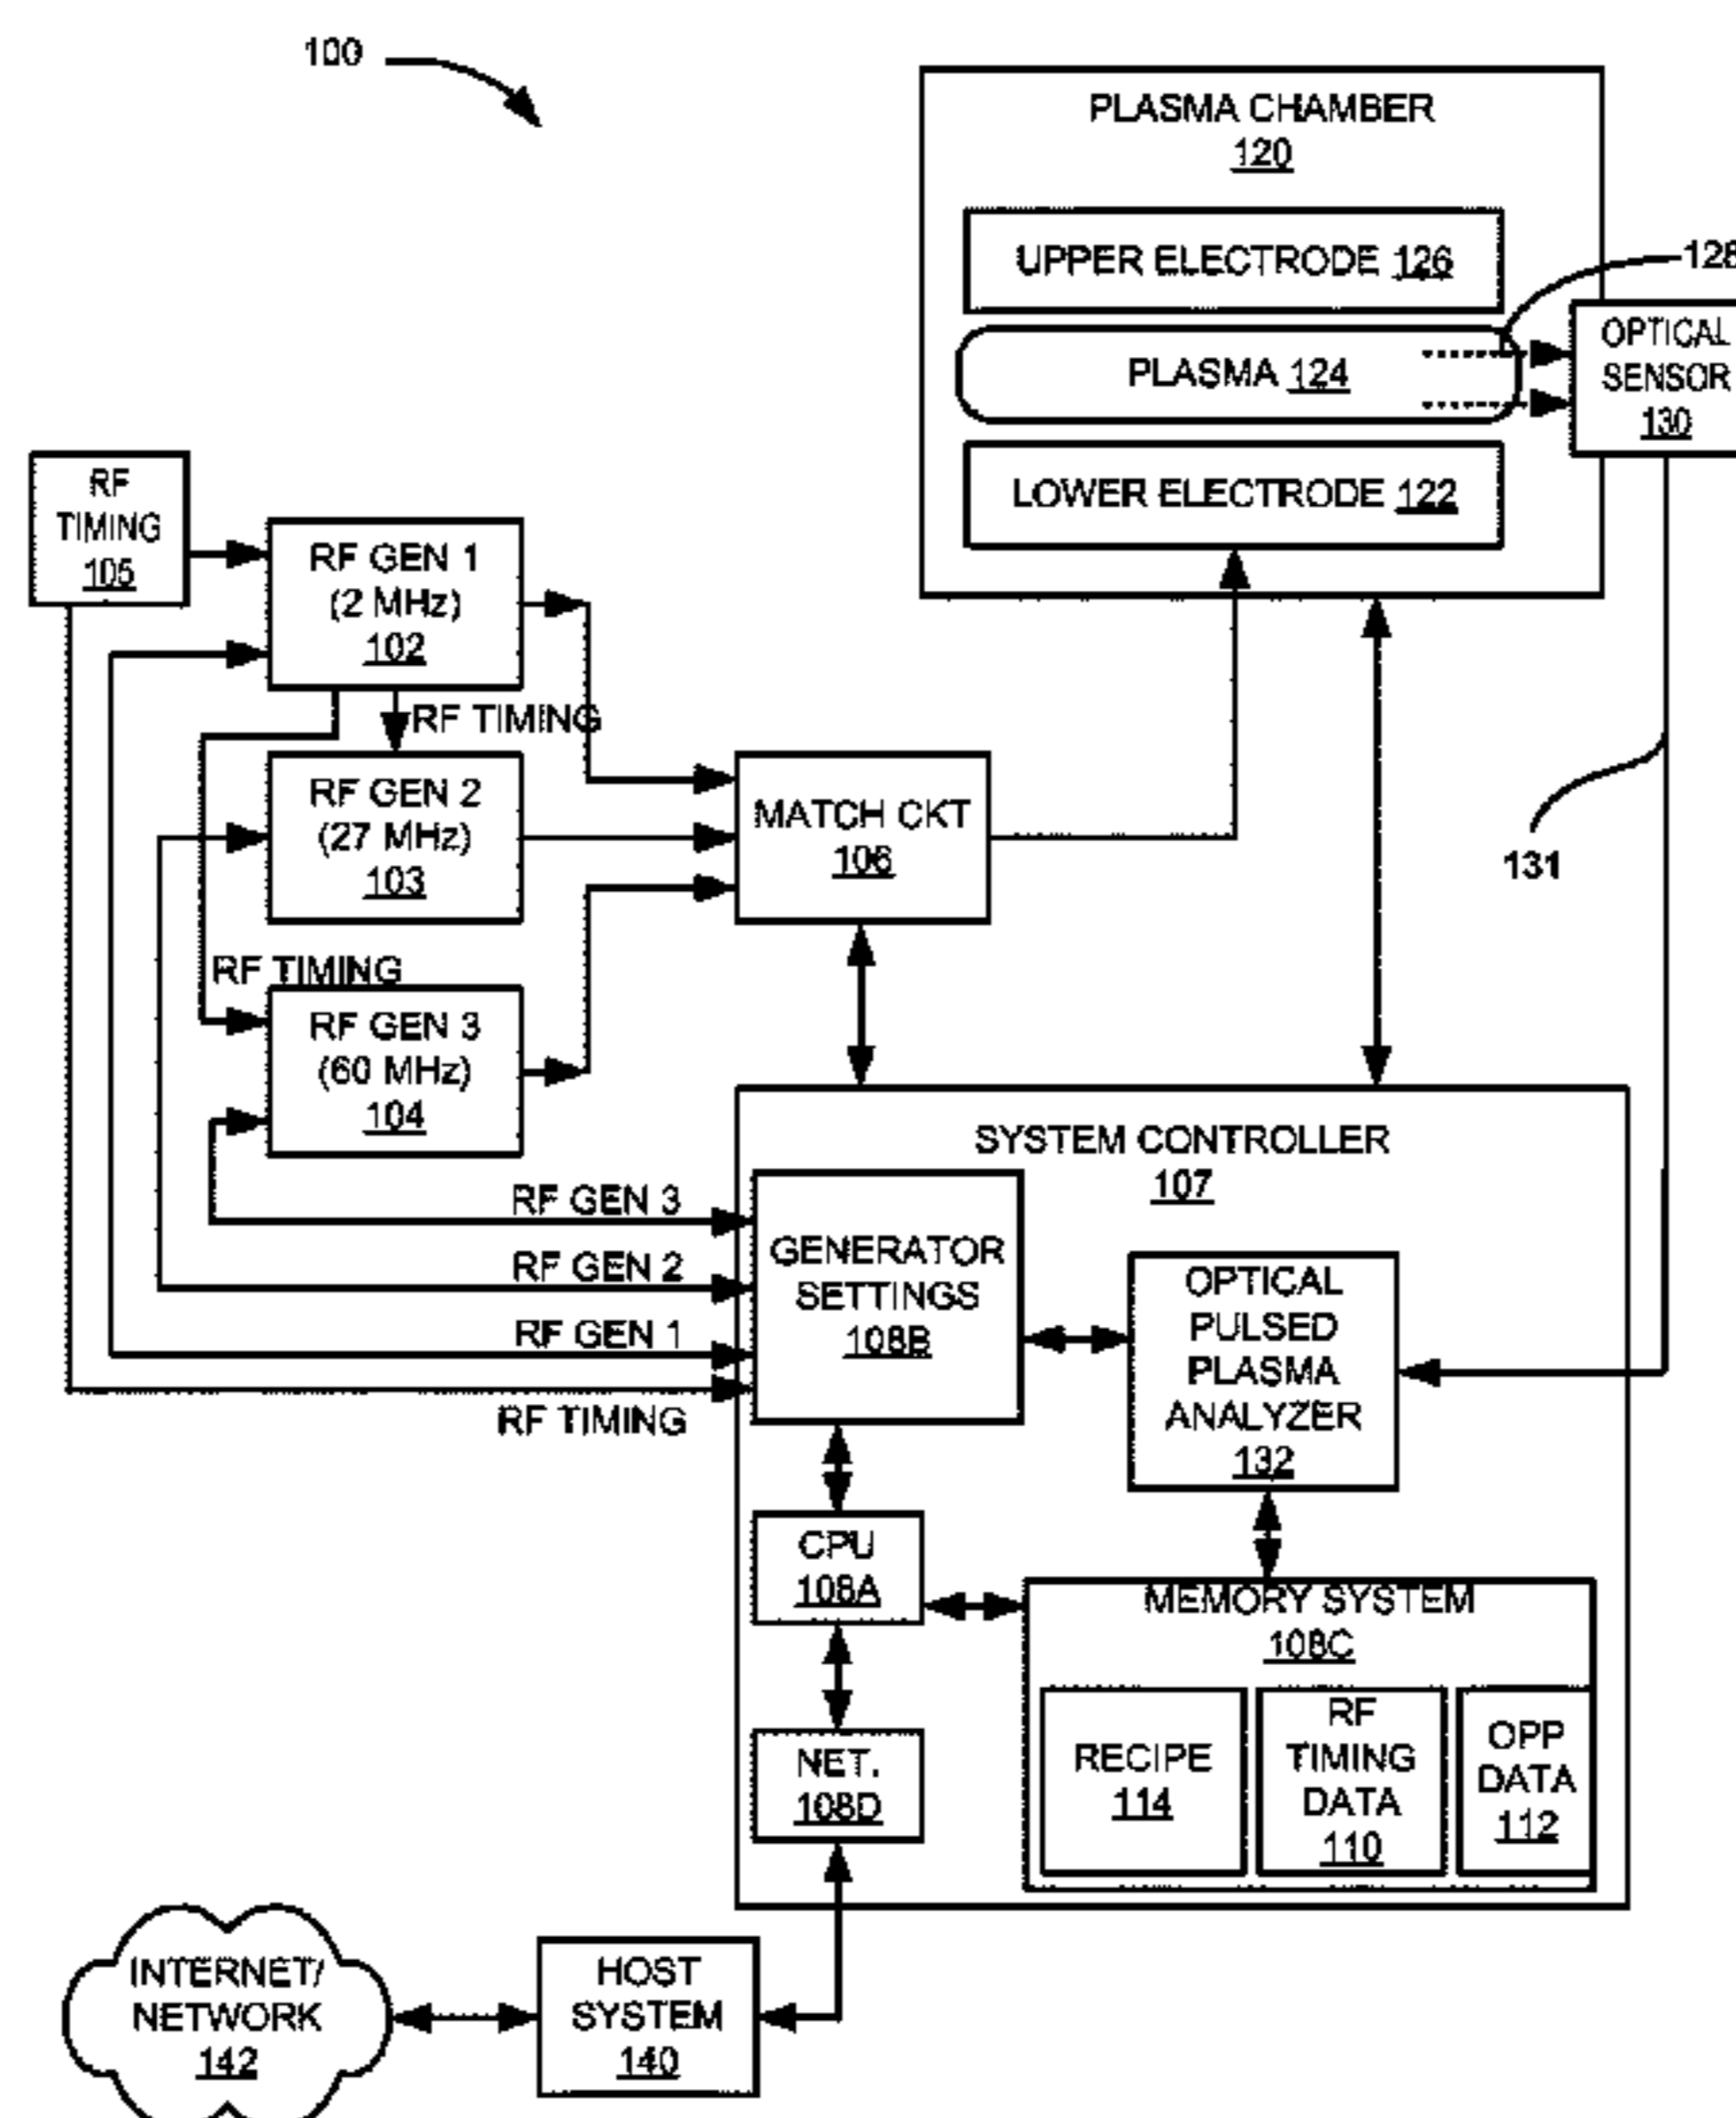 100
PLASMA CHAMBER
120
UPPER ELECTRODE 126
128
PLASMA 124
OPTICAL
SENSOR
130
LOWER ELECTRODE 122
RF
TIMING
105
RF GEN 1
(2 MHz)
102
RF TIMING
RF GEN 2
(27 MHz)
103
MATCH CKT
106
131
RF TIMING
RF GEN 3
(60 MHz)
104
SYSTEM CONTROLLER
107
RF GEN 3
RF GEN 2
RF GEN 1
RF TIMING
GENERATOR
SETTINGS
108B
OPTICAL
PULSED
PLASMA
ANALYZER
132
CPU
108A
MEMORY SYSTEM
108C
NET.
108D
RECIPE
114
RF
TIMING
DATA
110
OPP
DATA
112
INTERNET/
NETWORK
142
HOST
SYSTEM
140